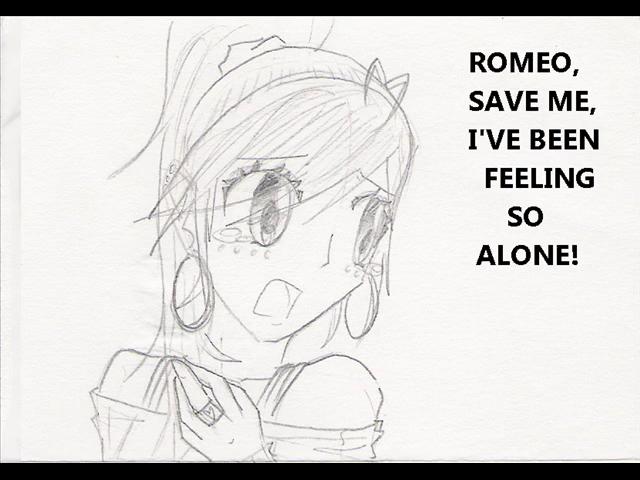 ROMEO,
SAVE ME,
I'VE BEEN
FEELING
SO
ALONE!